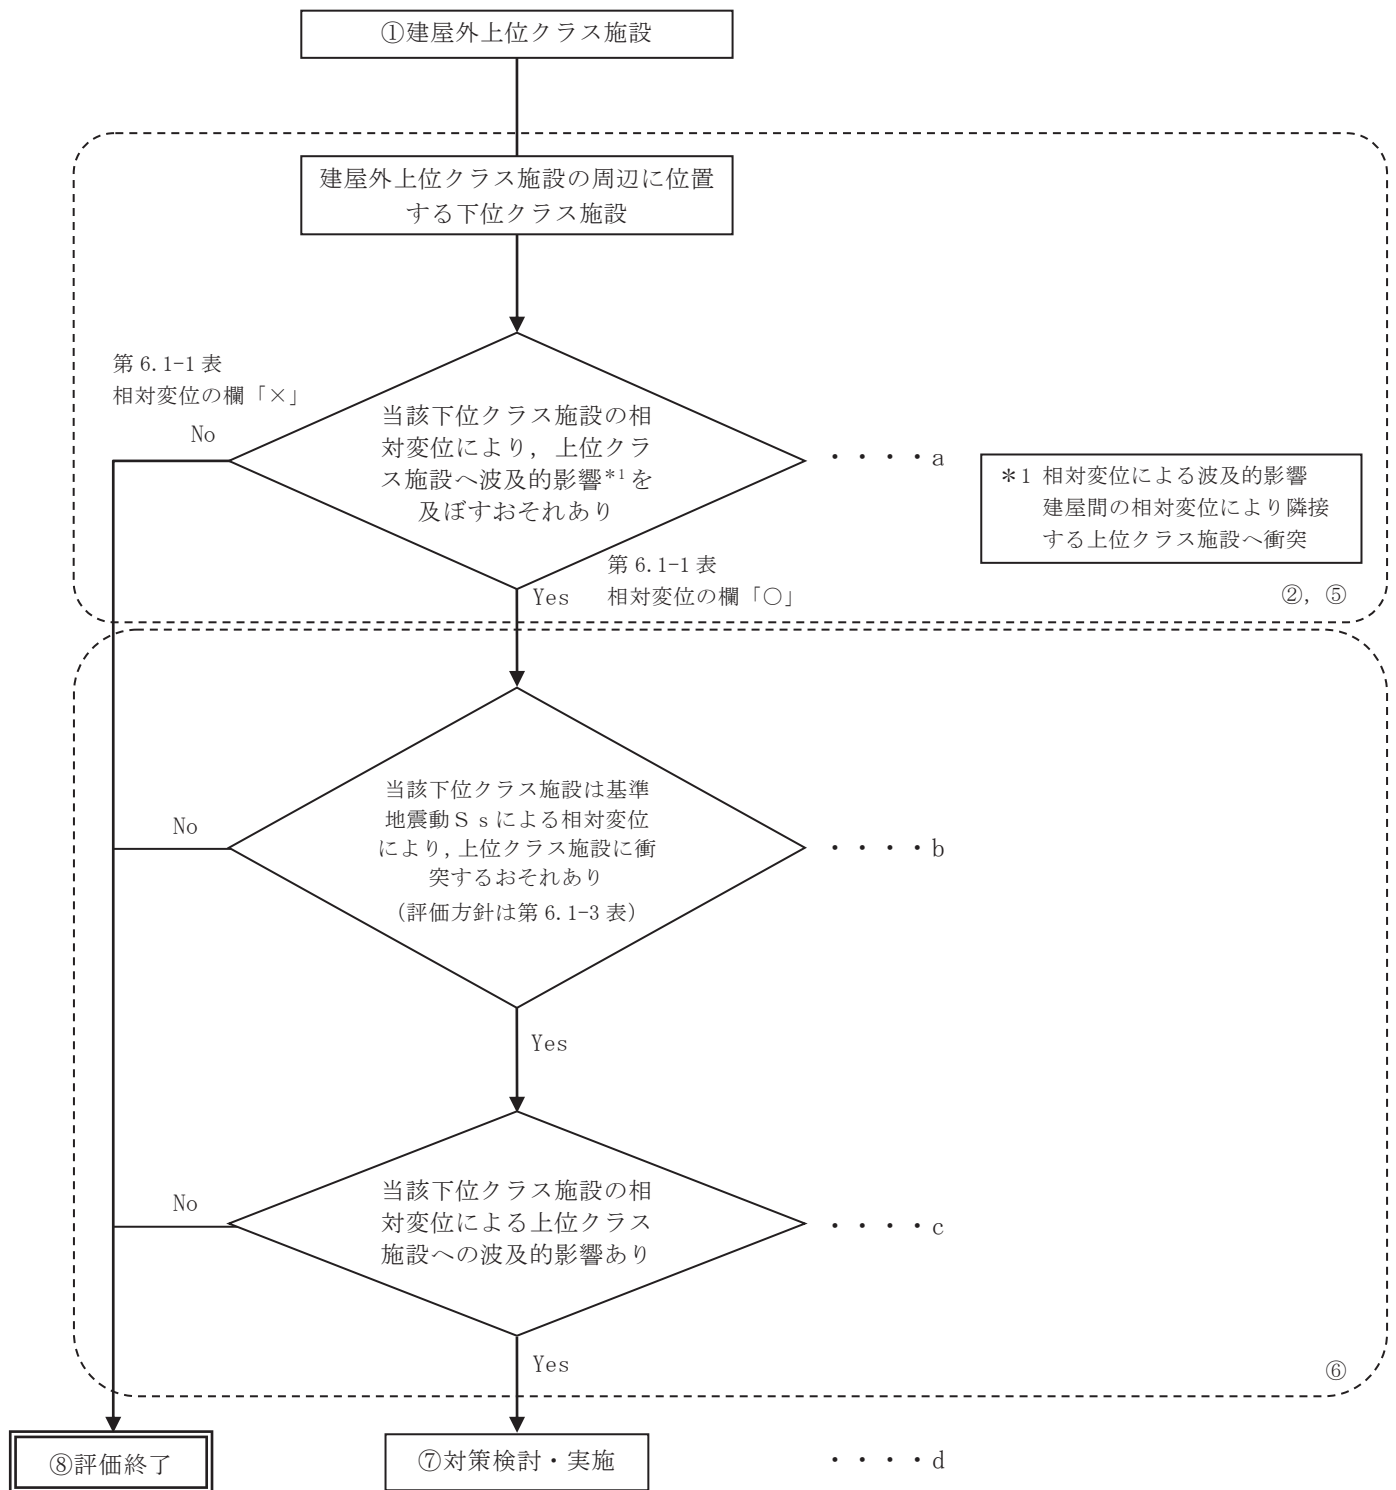 ①建屋外上位クラス施設
建屋外上位クラス施設の周辺に位置
する下位クラス施設
第 6.1-1 表
相対変位の欄「×」
No
当該下位クラス施設の相
対変位により，上位クラ
ス施設へ波及的影響*1を
及ぼすおそれあり
・・・・a
＊1 相対変位による波及的影響
建屋間の相対変位により隣接
する上位クラス施設へ衝突
第 6.1-1 表
相対変位の欄「○」
Yes
②，⑤
当該下位クラス施設は基準
地震動Ｓｓによる相対変位
により,上位クラス施設に衝
突するおそれあり
（評価方針は第 6.1-3 表）
No
・・・・b
Yes
当該下位クラス施設の相
対変位による上位クラス
施設への波及的影響あり
No
・・・・c
Yes
⑥
⑧評価終了
⑦対策検討・実施
・・・・d